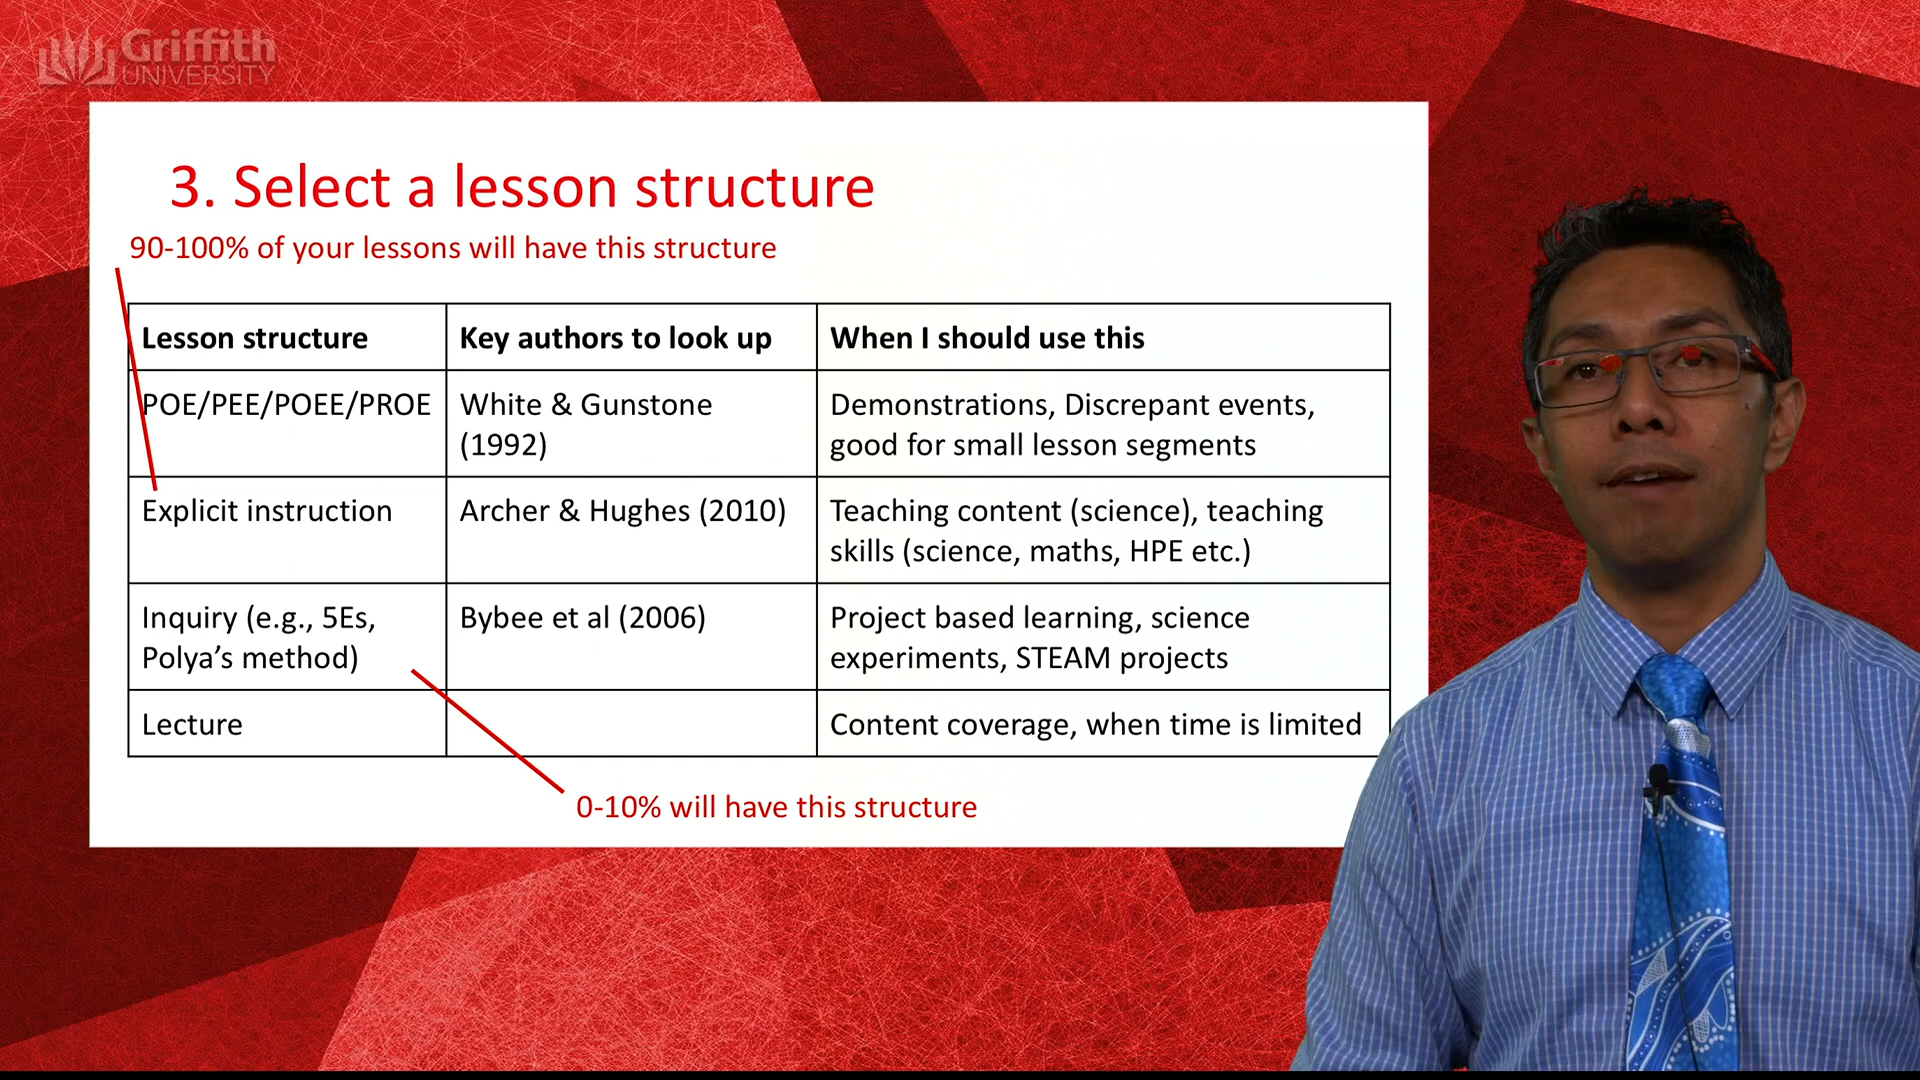 Griffith
UNIVERSITY
3. Select a lesson structure
90-100% of your lessons will have this structure
Lesson structure
Key authors to look up
When I should use this
POE/PEE/POEE/PROE
White & Gunstone
(1992)
Demonstrations, Discrepant events,
good for small lesson segments
Explicit instruction
Archer & Hughes (2010)
Teaching content (science), teaching
skills (science, maths, HPE etc.)
Inquiry (e.g., 5Es,
Polya’s method)
Bybee et al (2006)
Project based learning, science
experiments, STEAM projects
Lecture
Content coverage, when time is limited
0-10% will have this structure